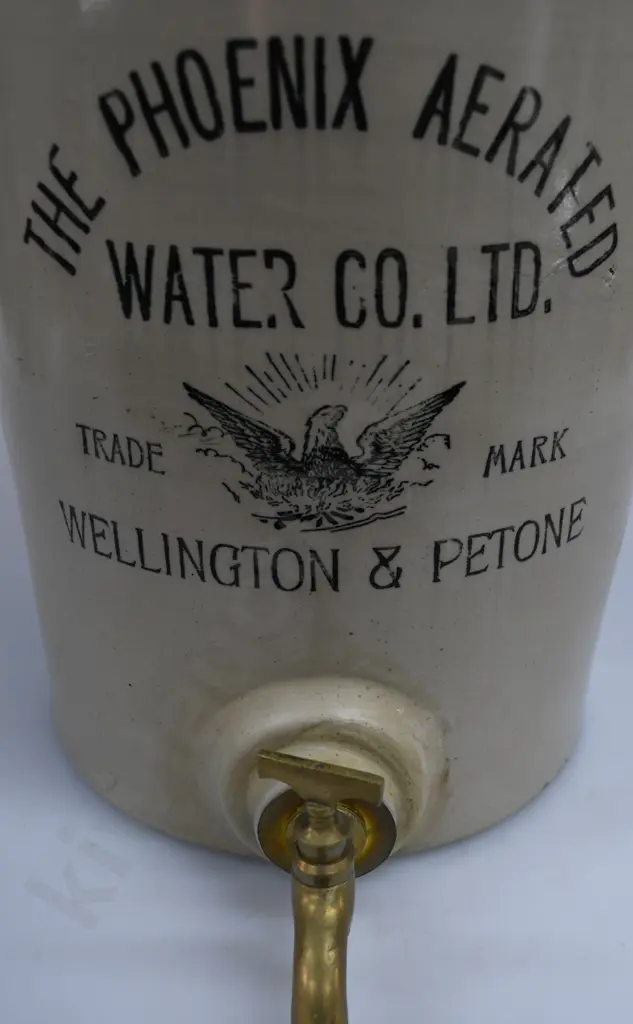 THE PHOENIX AERATED
WATER CO. LTD.
TRADE MARK
WELLINGTON & PETONE